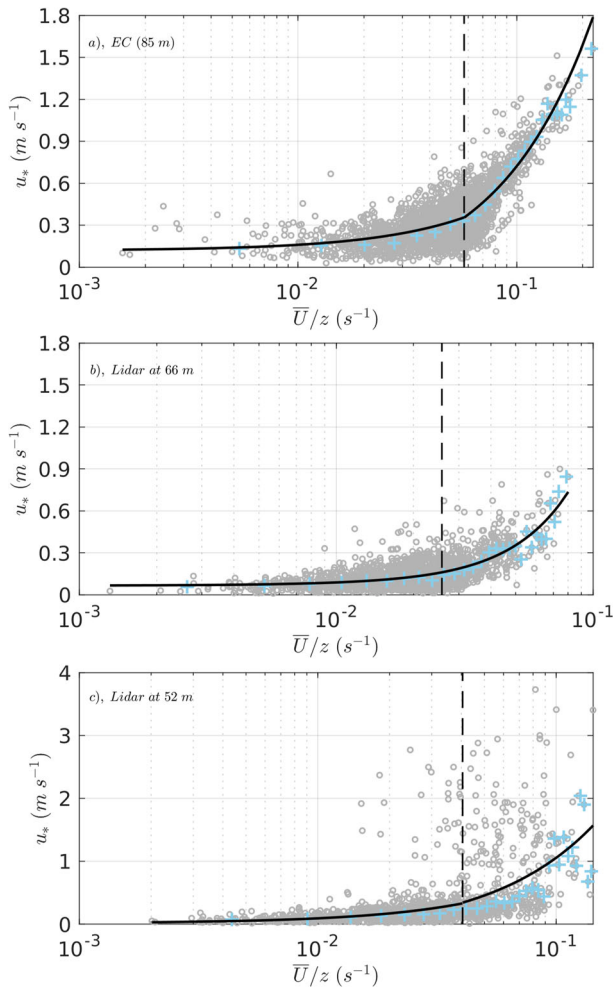 1.8
a), EC (85 m)
1.5
1.2
0.9
0.6
0.3
0
u* (m s⁻¹)
10⁻³ 10⁻² 10⁻¹
U̅/z (s⁻¹)
1.8
b), Lidar at 66 m
1.5
1.2
0.9
0.6
0.3
0
u* (m s⁻¹)
10⁻³ 10⁻² 10⁻¹
U̅/z (s⁻¹)
4
c), Lidar at 52 m
3
2
1
0
u* (m s⁻¹)
10⁻³ 10⁻² 10⁻¹
U̅/z (s⁻¹)